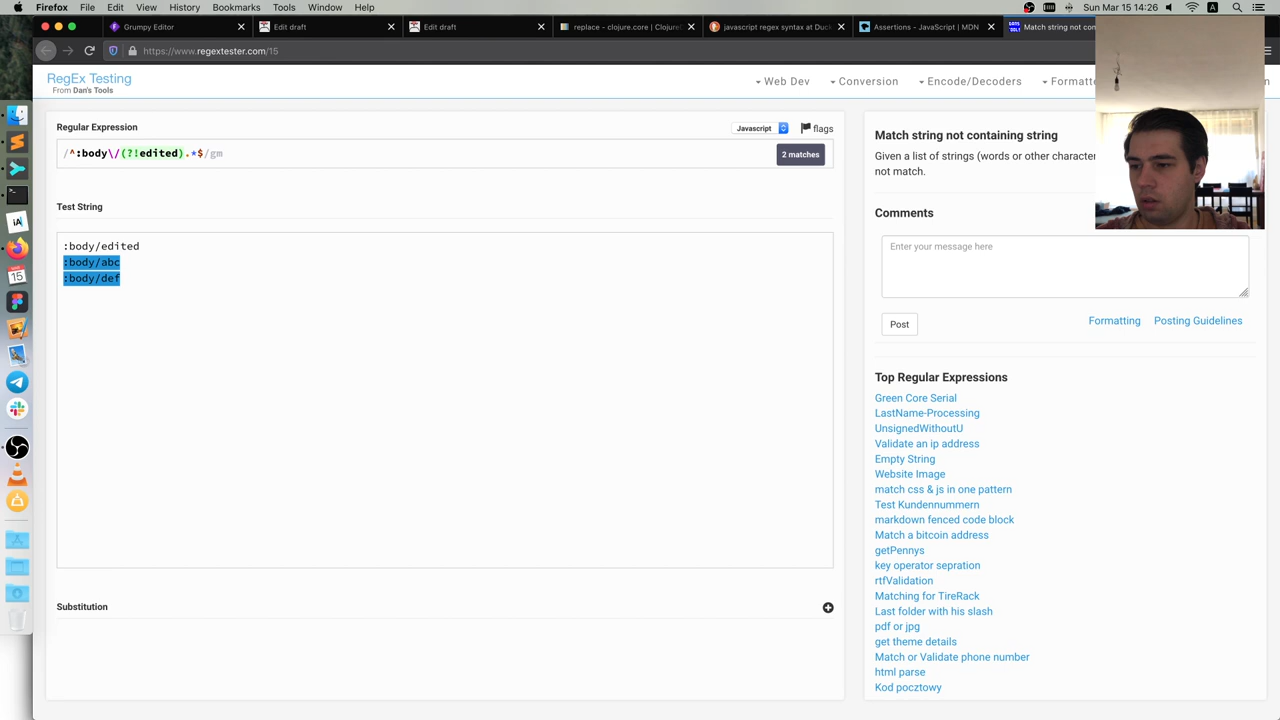 Firefox File Edit View History Bookmarks Tools Window Help
Sun Mar 15 14:26
Grumpy Editor
Edit draft
Edit draft
replace - clojure.core | Clojure
javascript regex syntax at Duck
Assertions - JavaScript | MDN
Match string not con
https://www.regextester.com/15
RegEx Testing
From Dan's Tools
Web Dev
Conversion
Encode/Decoders
Formatte
n
Regular Expression
Javascript
flags
/^:body\/(?!edited).*$/gm
2 matches
Test String
:body/edited
:body/abc
:body/def
Substitution
Match string not containing string
Given a list of strings (words or other character
not match.
Comments
Enter your message here
Post
Formatting
Posting Guidelines
Top Regular Expressions
Green Core Serial
LastName-Processing
UnsignedWithoutU
Validate an ip address
Empty String
Website Image
match css & js in one pattern
Test Kundennummern
markdown fenced code block
Match a bitcoin address
getPennys
key operator sepration
rtfValidation
Matching for TireRack
Last folder with his slash
pdf or jpg
get theme details
Match or Validate phone number
html parse
Kod pocztowy